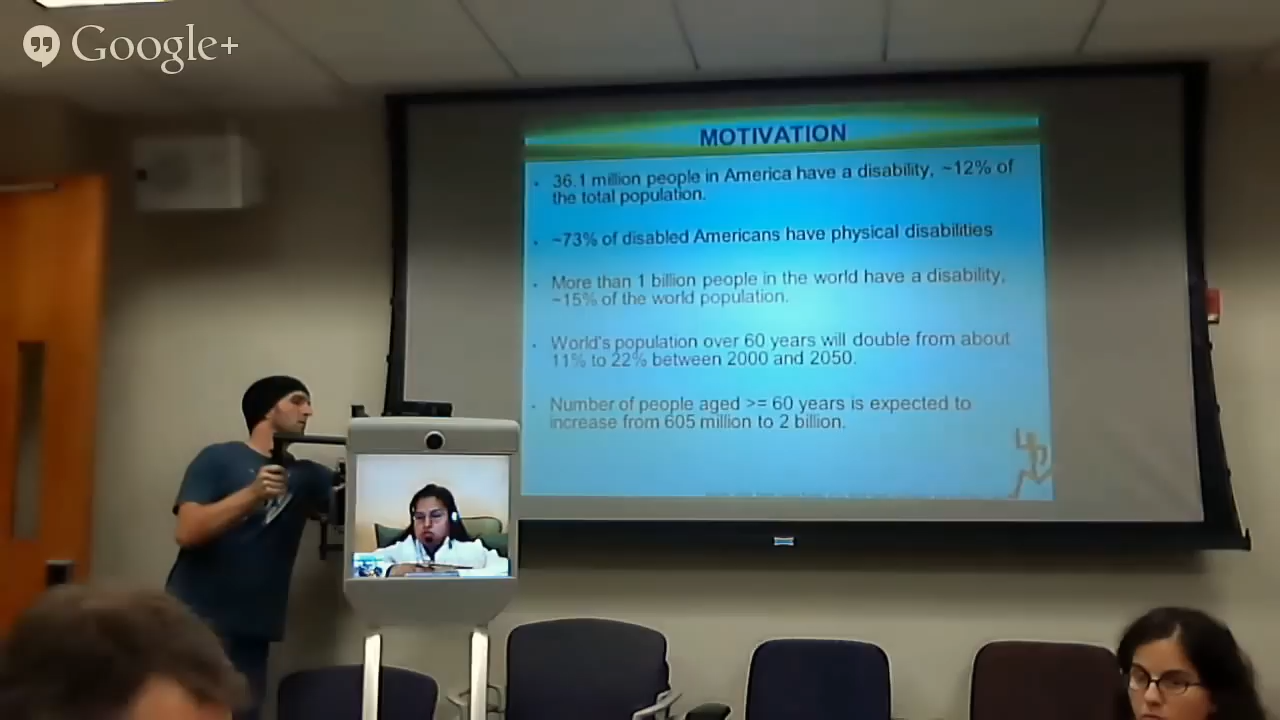 Google+
MOTIVATION
36.1 million people in America have a disability, ~12% of
the total population.
~73% of disabled Americans have physical disabilities
More than 1 billion people in the world have a disability,
~15% of the world population.
World's population over 60 years will double from about
11% to 22% between 2000 and 2050.
Number of people aged >= 60 years is expected to
increase from 605 million to 2 billion.